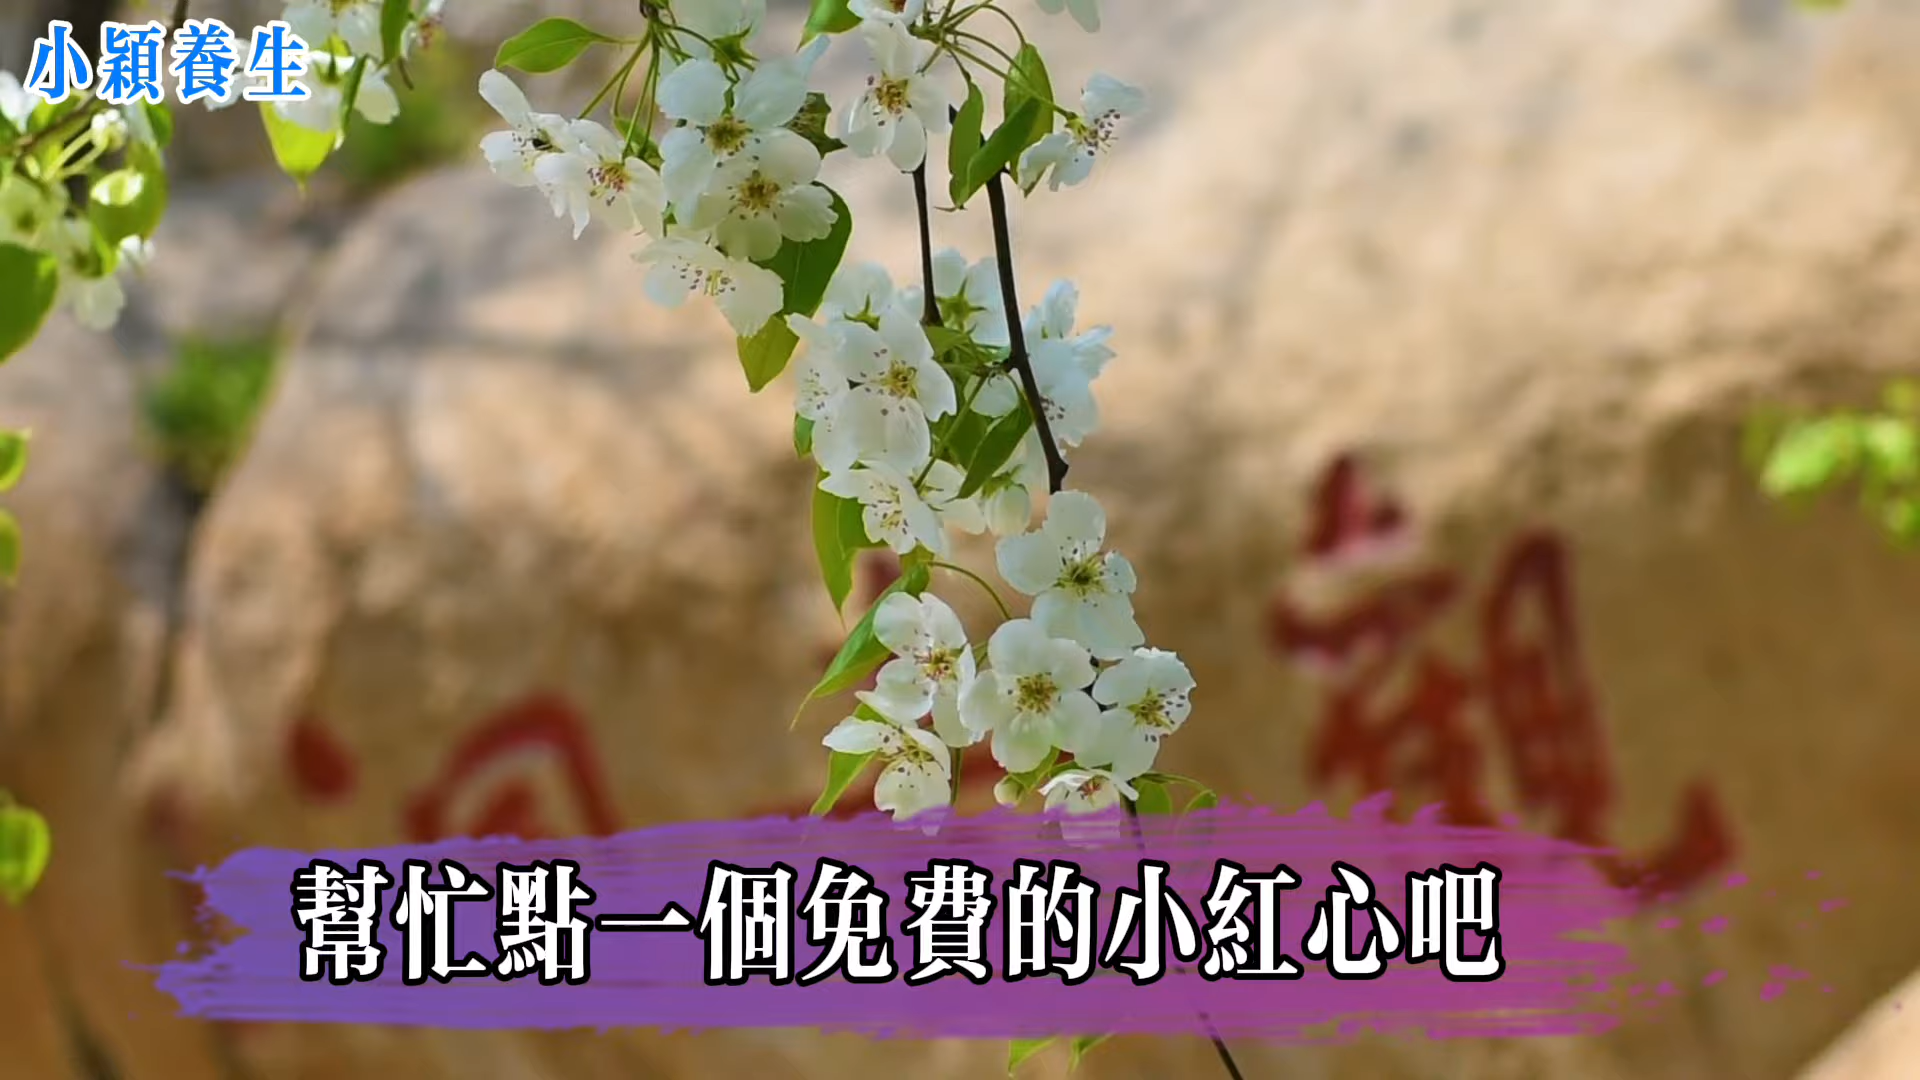 小穎養生
幫忙點一個免費的小紅心吧